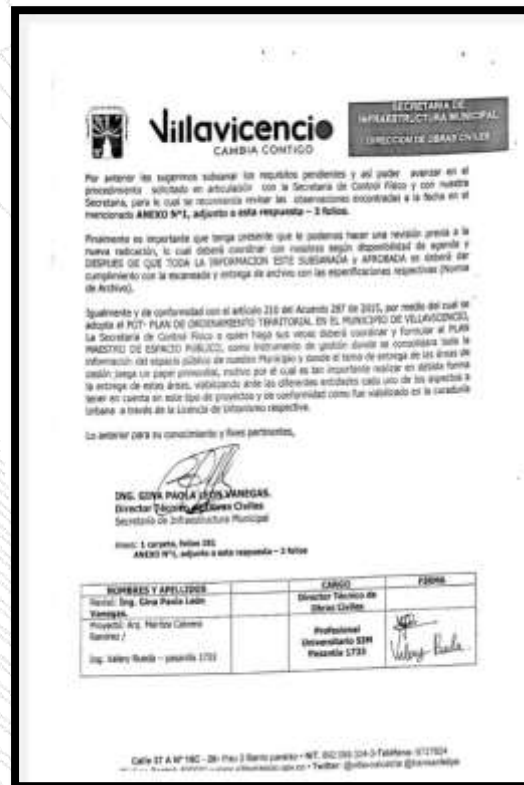 Villavicencio
CAMBIA CONTIGO
SECRETARIA DE
INFRAESTRUCTURA MUNICIPAL
DIRECCION DE OBRAS CIVILES
Por anterior les sugerimos subsanar los requisitos pendientes y así poder avanzar en el
procedimiento solicitado en articulación con la Secretaria de Control Físico y con nuestra
Secretaria, para lo cual se recomienda revisar las observaciones encontradas a la fecha en el
mencionado ANEXO N°1, adjunto a esta respuesta – 3 folios.
Finalmente es importante que tenga presente que le podemos hacer una revisión previa a la
nueva radicación, lo cual deberá coordinar con nosotros según disponibilidad de agenda y
DESPUES DE QUE TODA LA INFORMACION ESTE SUBSANADA y APROBADA se deberá dar
cumplimiento con la escaneada y entrega de archivo con las especificaciones respectivas (Norma
de Archivo).
Igualmente y de conformidad con el artículo 210 del Acuerdo 287 de 2015, por medio del cual se
adopta el POT- PLAN DE ORDENAMIENTO TERRITORIAL EN EL MUNICIPIO DE VILLAVICENCIO,
La Secretaria de Control Físico o quien haga sus veces deberá coordinar y formular el PLAN
MAESTRO DE ESPACIO PUBLICO, como instrumento de gestión donde se consolidara toda la
información del espacio público de nuestro Municipio y donde el tema de entrega de las áreas de
cesión juega un papel primordial, motivo por el cual es tan importante realizar en debida forma
la entrega de estas áreas, viabilizando ante las diferentes entidades cada uno de los aspectos a
tener en cuenta en este tipo de proyectos y de conformidad como fue viabilizado en la curaduría
Urbana a través de la Licencia de Urbanismo respectiva.
Lo anterior para su conocimiento y fines pertinentes,
ING. GINA PAOLA LEON VANEGAS.
Director Técnico de Obras Civiles
Secretaria de Infraestructura Municipal
Anexo: 1 carpeta, folios 101
ANEXO N°1, adjunto a esta respuesta – 3 folios
NOMBRES Y APELLIDOS CARGO FIRMA
Revisó: Ing. Gina Paola León
Vanegas. Director Técnico de
Obras Civiles
Proyectó: Arq. Maritza Cabrera
Ramírez /
Ing. Valery Rueda – pasantía 1733
Profesional
Universitario SIM
Pasantía 1733
Valery Rueda